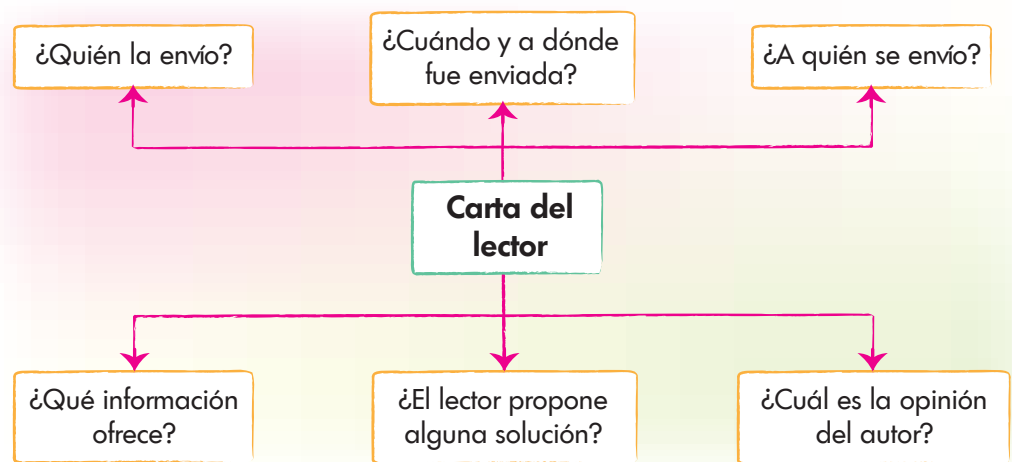 ¿Quién la envío?
¿Cuándo y a dónde
fue enviada?
¿A quién se envío?
Carta del
lector
¿Qué información
ofrece?
¿El lector propone
alguna solución?
¿Cuál es la opinión
del autor?